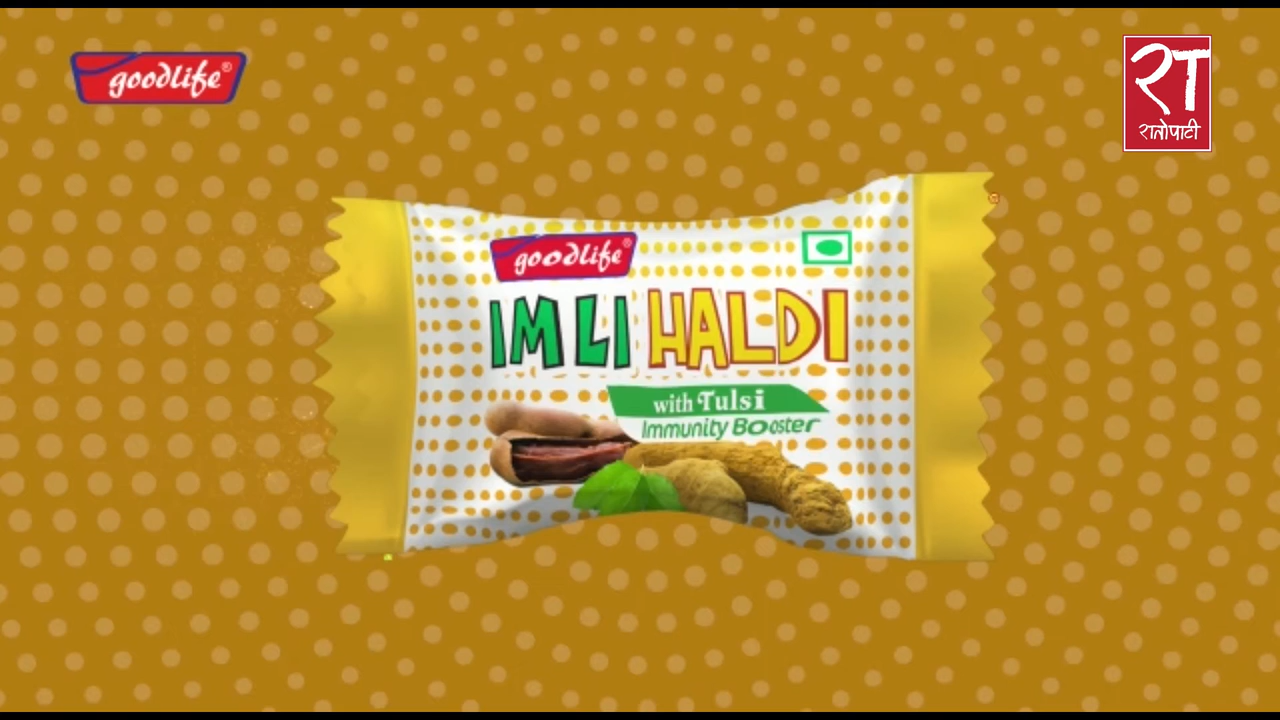 goodlife®
रा
रातोपाटी
goodlife®
IMLI HALDI
with Tulsi
Immunity Booster